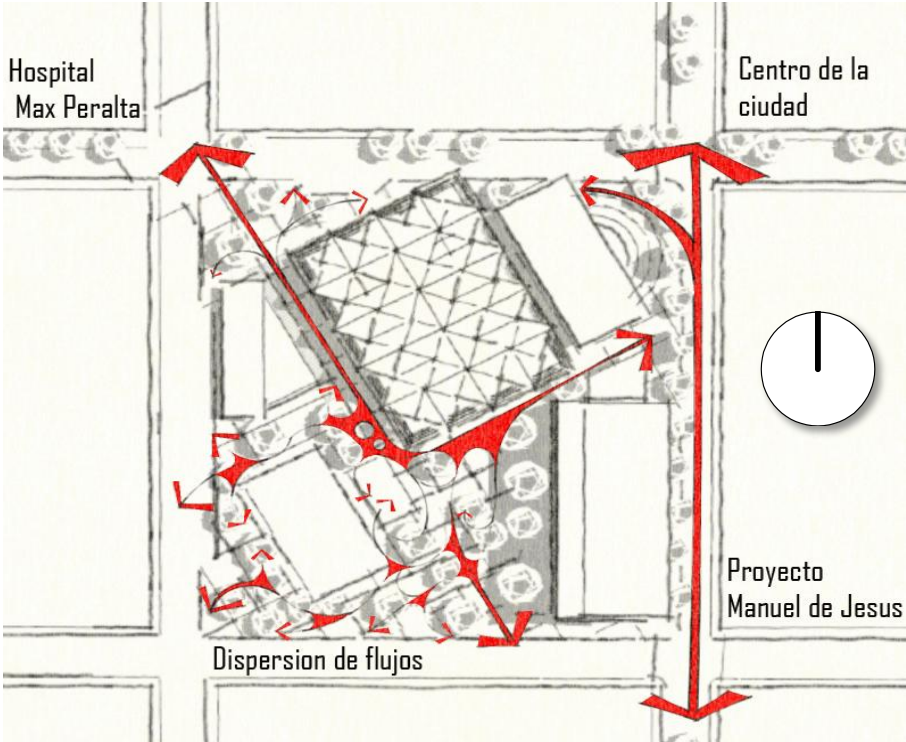 Hospital
Max Peralta
Centro de la
ciudad
Proyecto
Manuel de Jesus
Dispersion de flujos